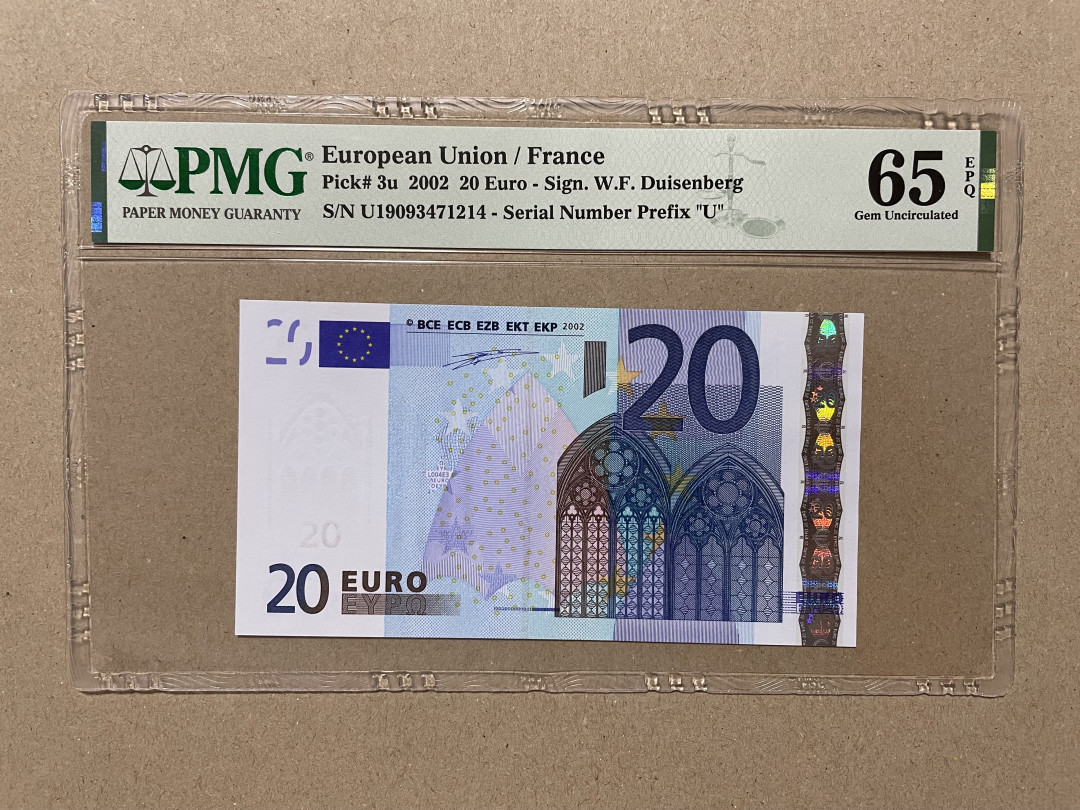 PMG®
PAPER MONEY GUARANTY
European Union / France
Pick# 3u 2002 20 Euro - Sign. W.F. Duisenberg
S/N U19093471214 - Serial Number Prefix "U"
65
EPQ
Gem Uncirculated
© BCE ECB EZB EKT EKP 2002
20
20
20 EURO
ΕΥΡΩ